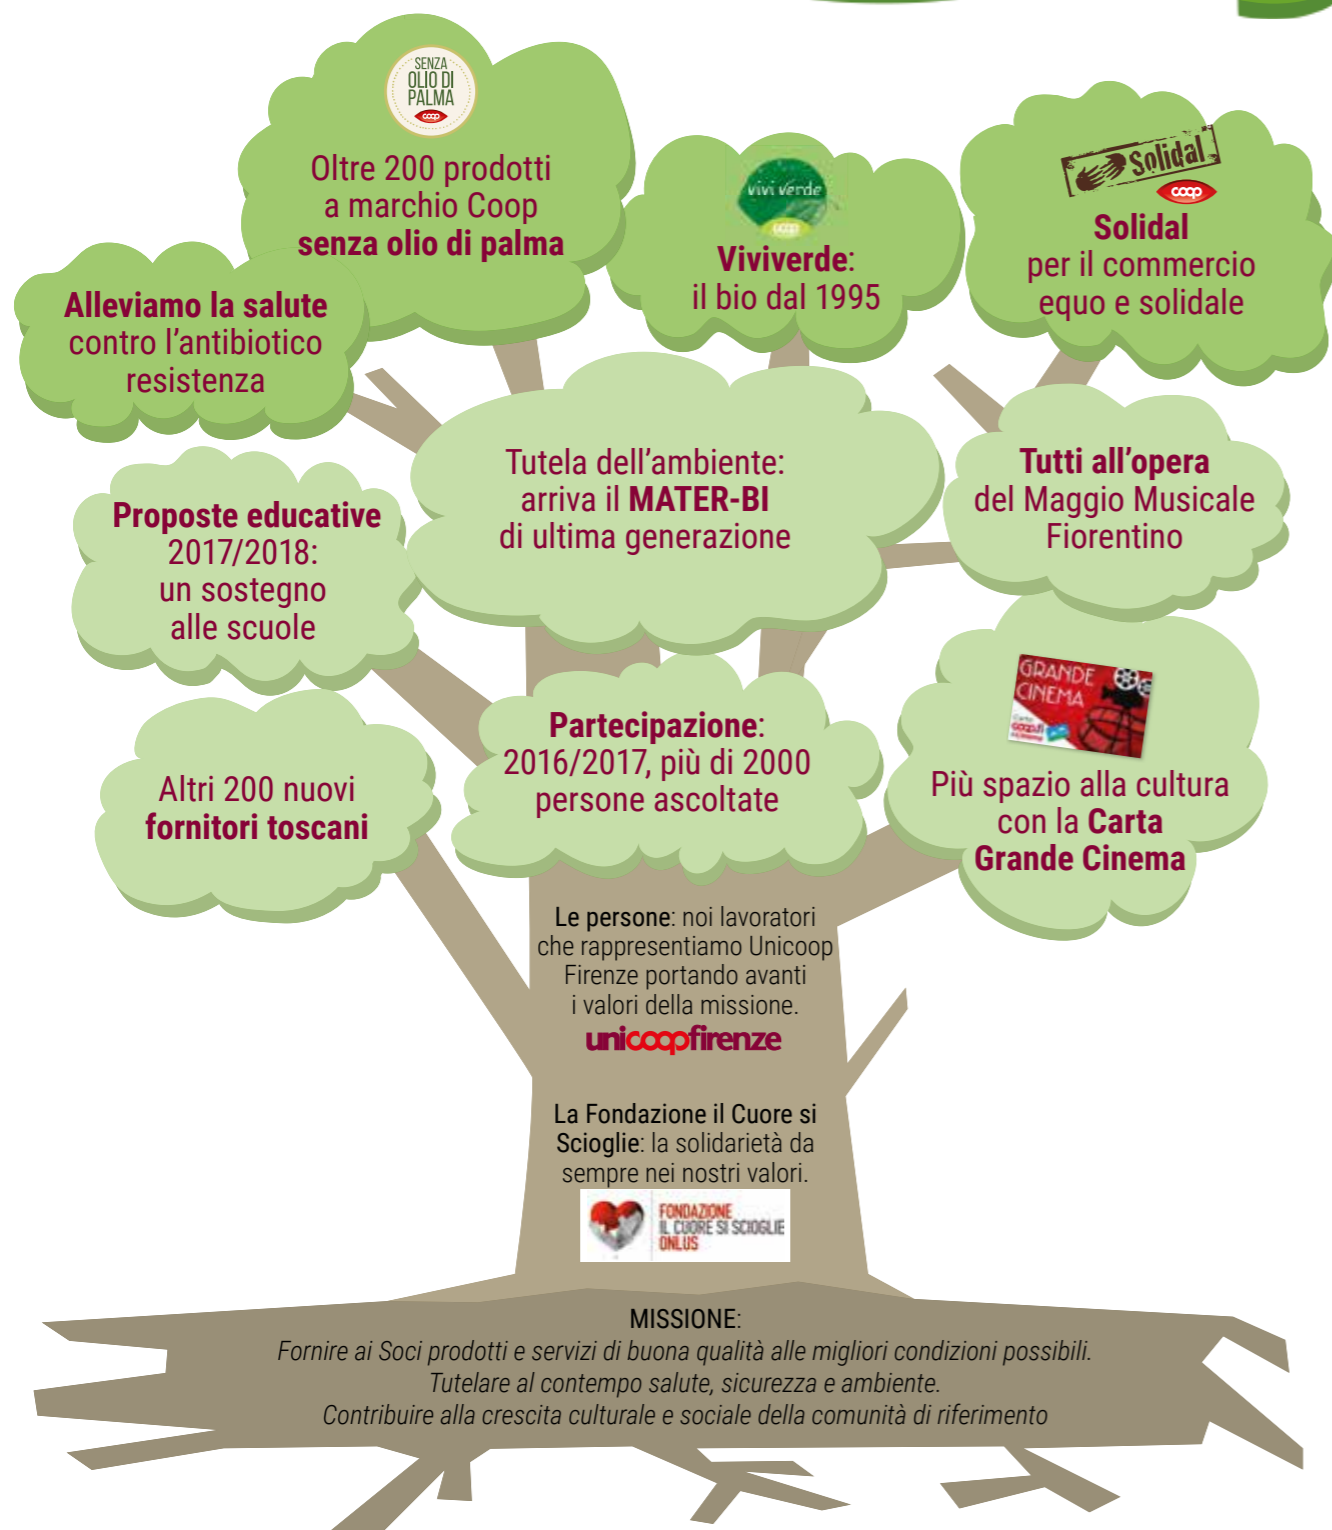 SENZA
OLIO DI
PALMA
coop
Oltre 200 prodotti
a marchio Coop
senza olio di palma
vivi verde
coop
Viviverde:
il bio dal 1995
Solidal
coop
Solidal
per il commercio
equo e solidale
Alleviamo la salute
contro l'antibiotico
resistenza
Tutela dell'ambiente:
arriva il MATER-BI
di ultima generazione
Tutti all'opera
del Maggio Musicale
Fiorentino
Proposte educative
2017/2018:
un sostegno
alle scuole
Partecipazione:
2016/2017, più di 2000
persone ascoltate
GRANDE
CINEMA
Carta
coop.fi
Più spazio alla cultura
con la Carta
Grande Cinema
Altri 200 nuovi
fornitori toscani
Le persone: noi lavoratori
che rappresentiamo Unicoop
Firenze portando avanti
i valori della missione.
unicoopfirenze
La Fondazione il Cuore si
Scioglie: la solidarietà da
sempre nei nostri valori.
FONDAZIONE
IL CUORE SI SCIOGLIE
ONLUS
MISSIONE:
Fornire ai Soci prodotti e servizi di buona qualità alle migliori condizioni possibili.
Tutelare al contempo salute, sicurezza e ambiente.
Contribuire alla crescita culturale e sociale della comunità di riferimento